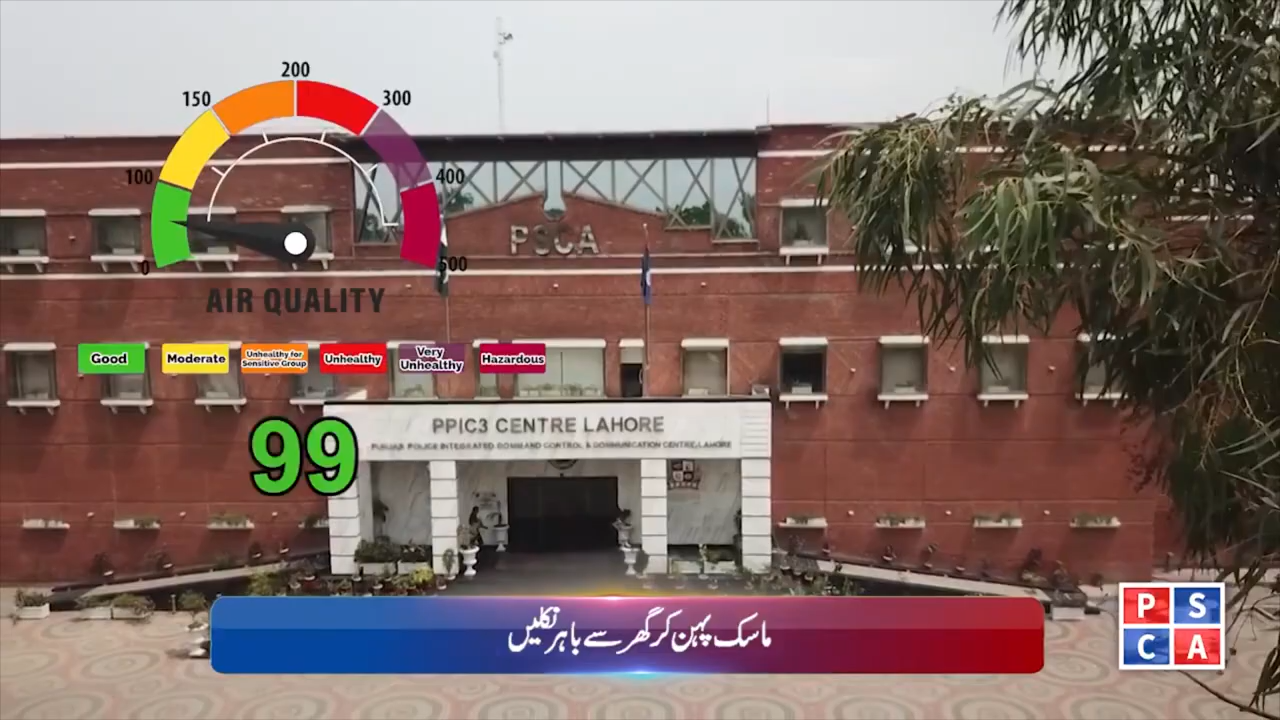 200
150
300
100
400
0
500
AIR QUALITY
Good
Moderate
Unhealthy for
Sensitive Group
Unhealthy
Very
Unhealthy
Hazardous
99
PSCA
PPIC3 CENTRE LAHORE
PUNJAB POLICE INTEGRATED COMMAND CONTROL & COMMUNICATION CENTRE LAHORE
ماسک پہن کر گھر سے باہر نکلیں
P S
C A